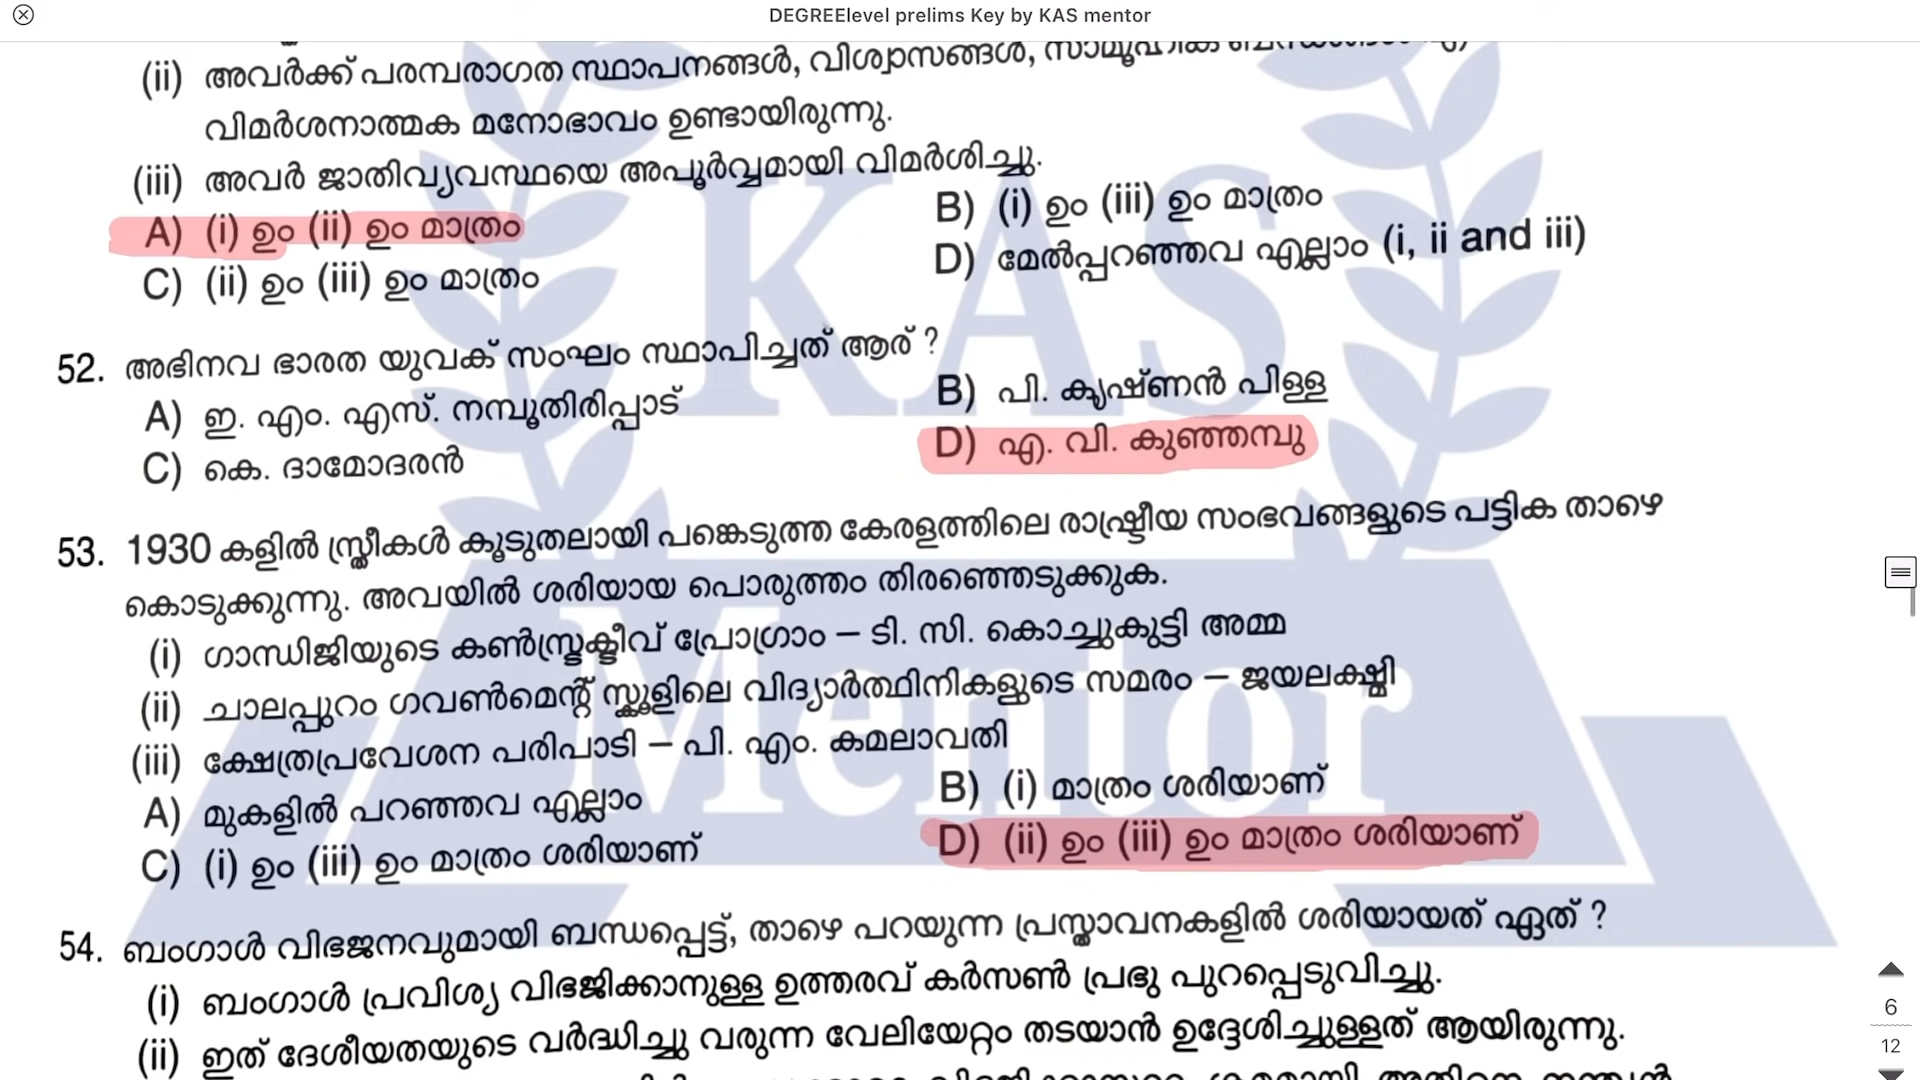 DEGREElevel prelims Key by KAS mentor
(ii) അവർക്ക് പരമ്പരാഗത സ്ഥാപനങ്ങൾ, വിശ്വാസങ്ങൾ, സാമൂഹിക
വിമർശനാത്മക മനോഭാവം ഉണ്ടായിരുന്നു.
(iii) അവർ ജാതിവ്യവസ്ഥയെ അപൂർവ്വമായി വിമർശിച്ചു.
A) (i) ഉം (ii) ഉം മാത്രം B) (i) ഉം (iii) ഉം മാത്രം
C) (ii) ഉം (iii) ഉം മാത്രം D) മേൽപ്പറഞ്ഞവ എല്ലാം (i, ii and iii)
52. അഭിനവ ഭാരത യുവക് സംഘം സ്ഥാപിച്ചത് ആര് ?
A) ഇ. എം. എസ്. നമ്പൂതിരിപ്പാട് B) പി. കൃഷ്ണൻ പിള്ള
C) കെ. ദാമോദരൻ D) എ. വി. കുഞ്ഞമ്പു
53. 1930 കളിൽ സ്ത്രീകൾ കൂടുതലായി പങ്കെടുത്ത കേരളത്തിലെ രാഷ്ട്രീയ സംഭവങ്ങളുടെ പട്ടിക താഴെ
കൊടുക്കുന്നു. അവയിൽ ശരിയായ പൊരുത്തം തിരഞ്ഞെടുക്കുക.
(i) ഗാന്ധിജിയുടെ കൺസ്ട്രക്ടീവ് പ്രോഗ്രാം – ടി. സി. കൊച്ചുകുട്ടി അമ്മ
(ii) ചാലപ്പുറം ഗവൺമെന്റ് സ്കൂളിലെ വിദ്യാർത്ഥിനികളുടെ സമരം – ജയലക്ഷ്മി
(iii) ക്ഷേത്രപ്രവേശന പരിപാടി – പി. എം. കമലാവതി
A) മുകളിൽ പറഞ്ഞവ എല്ലാം B) (i) മാത്രം ശരിയാണ്
C) (i) ഉം (iii) ഉം മാത്രം ശരിയാണ് D) (ii) ഉം (iii) ഉം മാത്രം ശരിയാണ്
54. ബംഗാൾ വിഭജനവുമായി ബന്ധപ്പെട്ട്, താഴെ പറയുന്ന പ്രസ്താവനകളിൽ ശരിയായത് ഏത് ?
(i) ബംഗാൾ പ്രവിശ്യ വിഭജിക്കാനുള്ള ഉത്തരവ് കർസൺ പ്രഭു പുറപ്പെടുവിച്ചു.
(ii) ഇത് ദേശീയതയുടെ വർദ്ധിച്ചു വരുന്ന വേലിയേറ്റം തടയാൻ ഉദ്ദേശിച്ചുള്ളത് ആയിരുന്നു.
KAS
Mentor
6
12